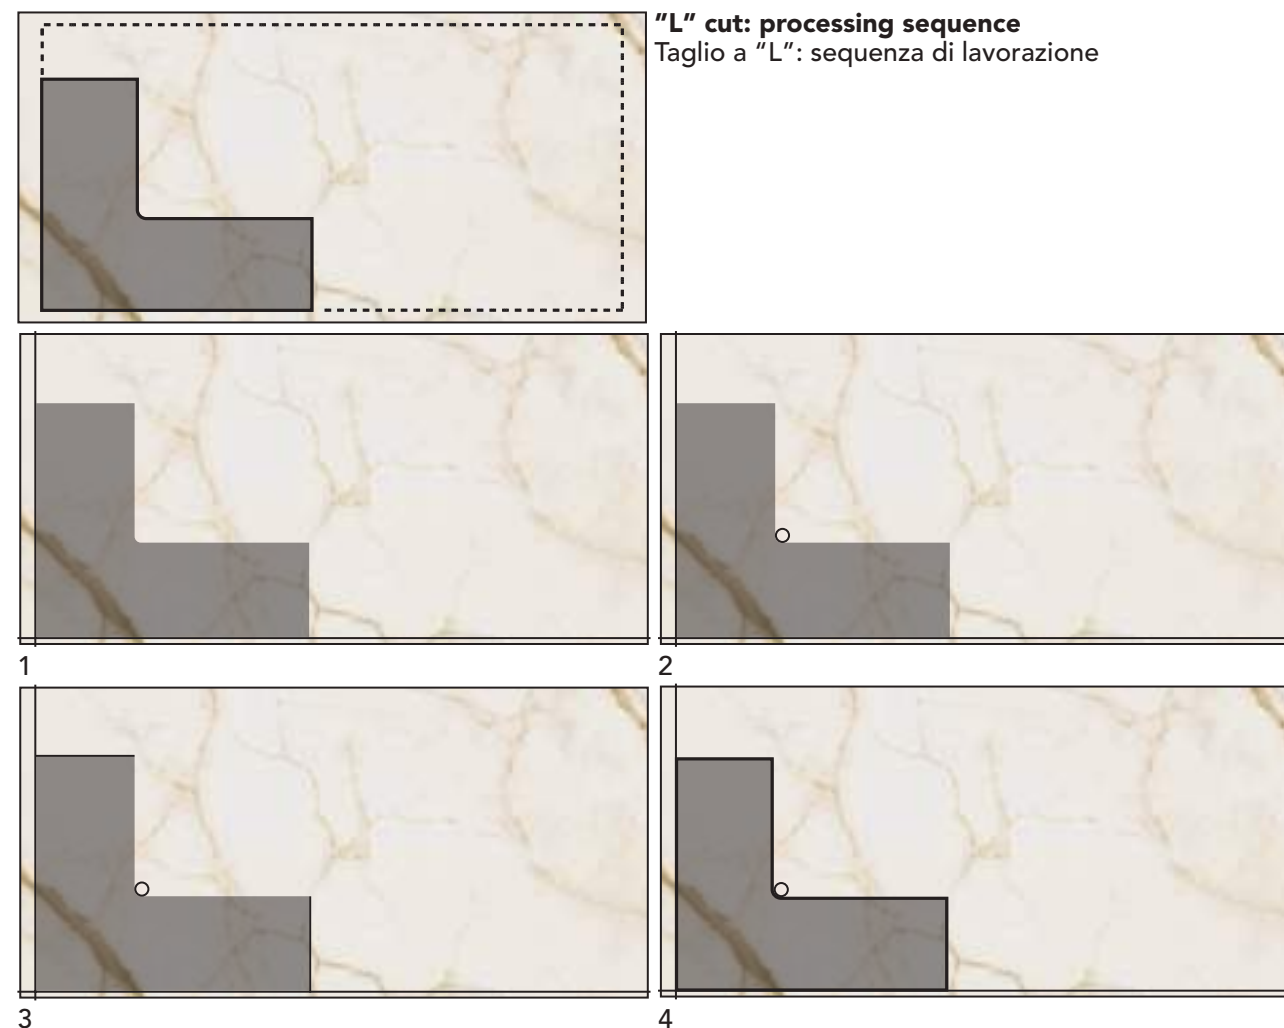 ”L” cut: processing sequence
Taglio a “L”: sequenza di lavorazione
1
2
3
4